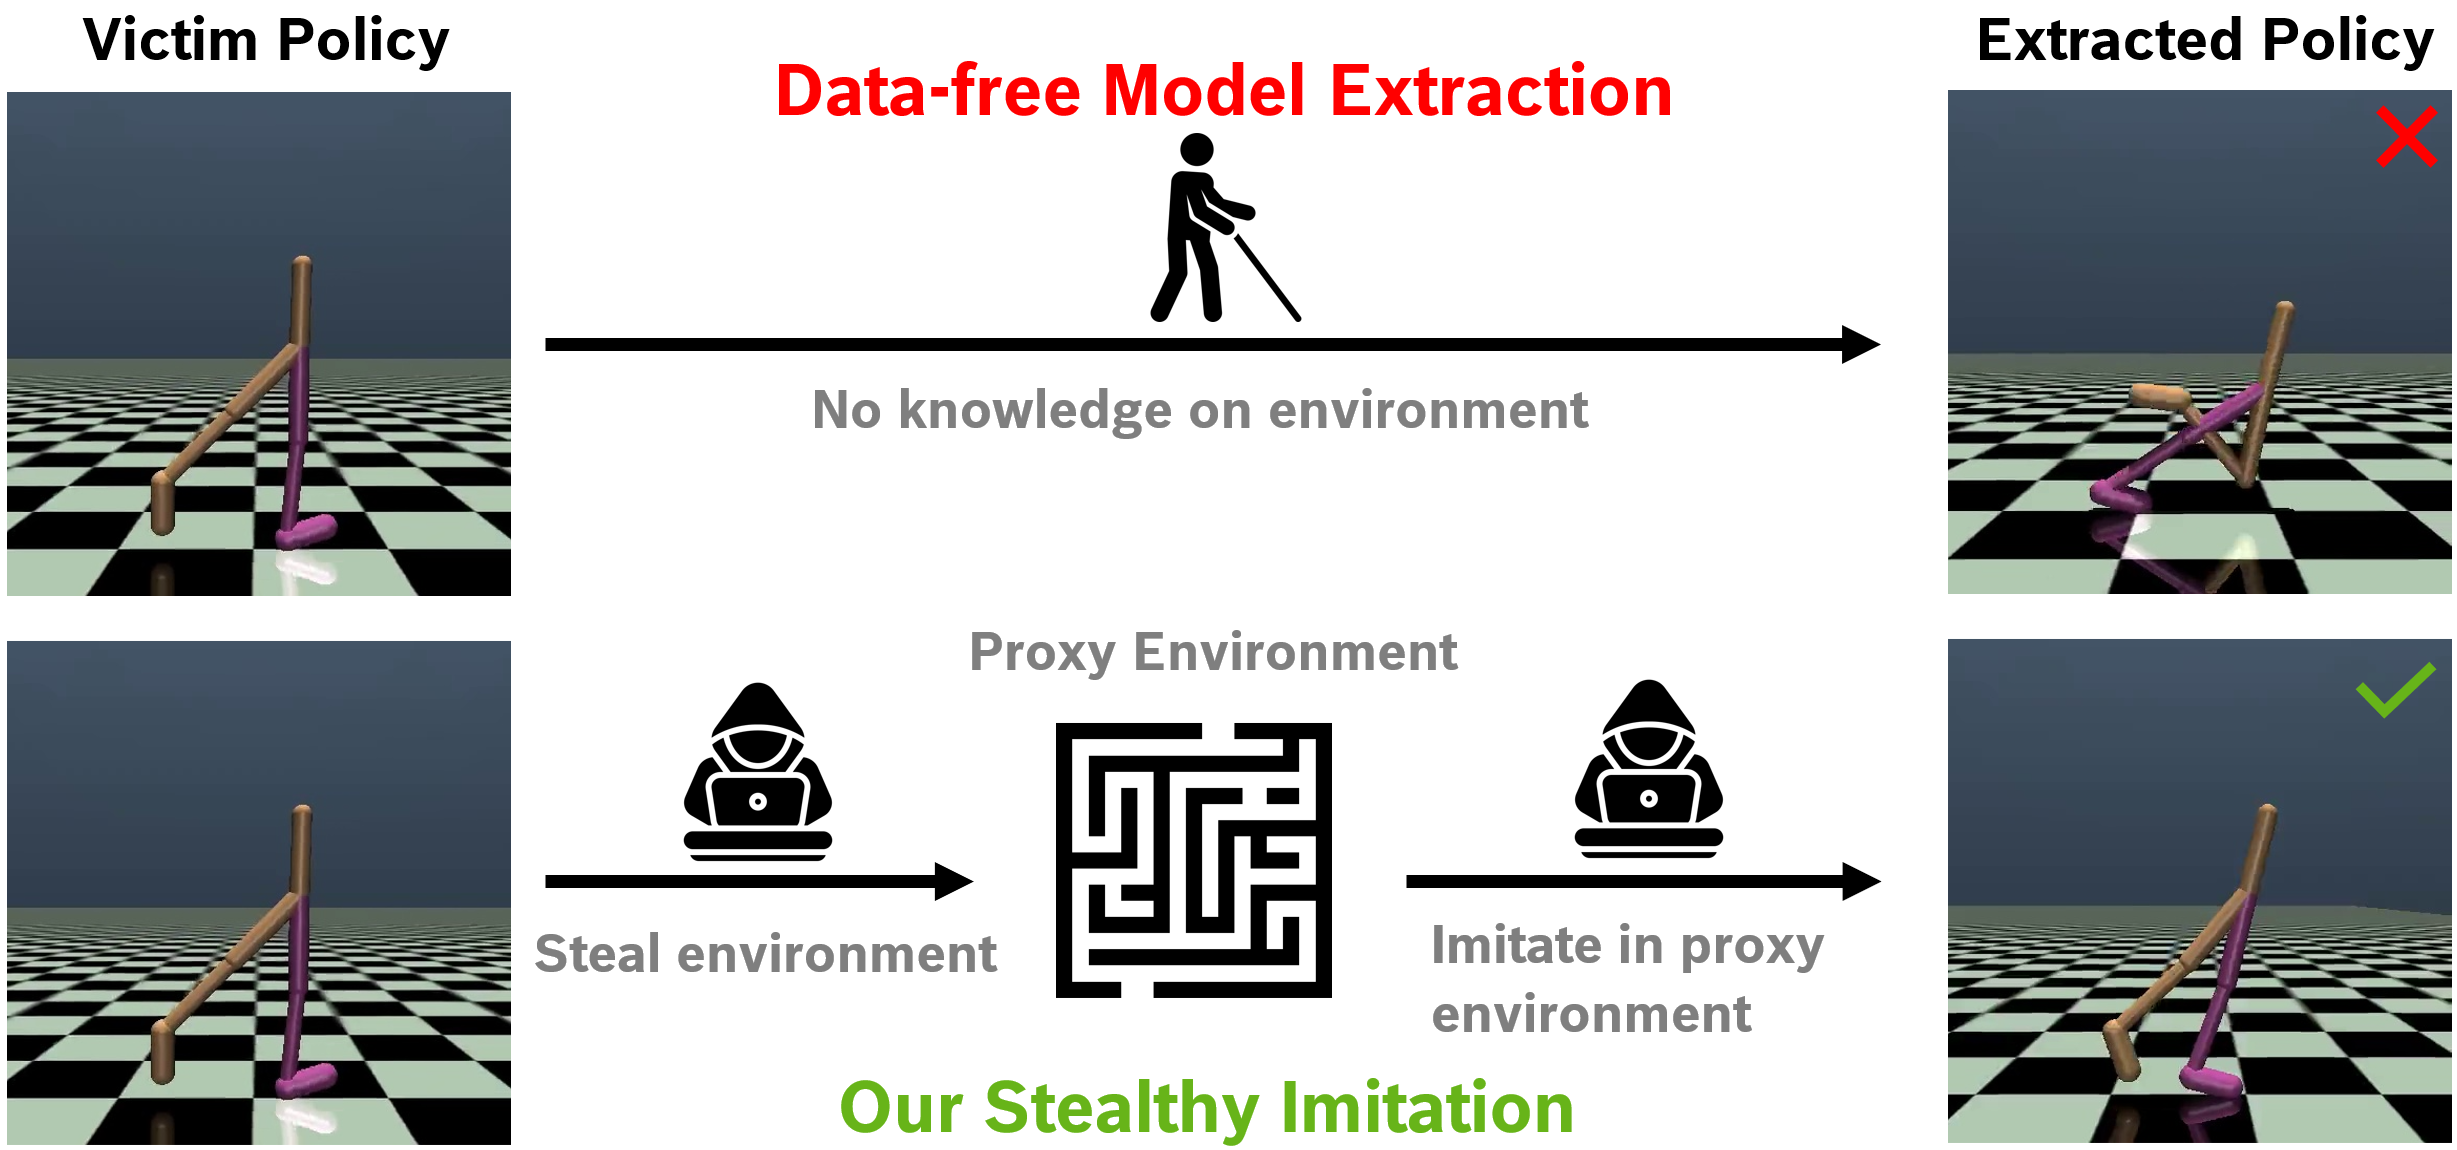 Victim Policy
Data-free Model Extraction
Extracted Policy
No knowledge on environment
Proxy Environment
Steal environment
Imitate in proxy
environment
Our Stealthy Imitation